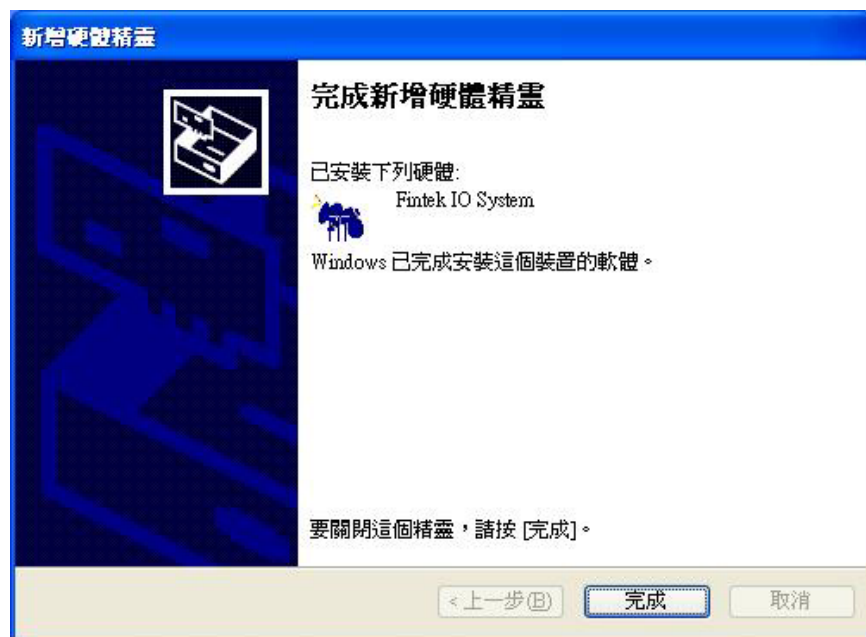 新增硬體精靈
完成新增硬體精靈
已安裝下列硬體:
Fintek IO System
Windows 已完成安裝這個裝置的軟體。
要關閉這個精靈，請按 [完成]。
<上一步(B)
完成
取消